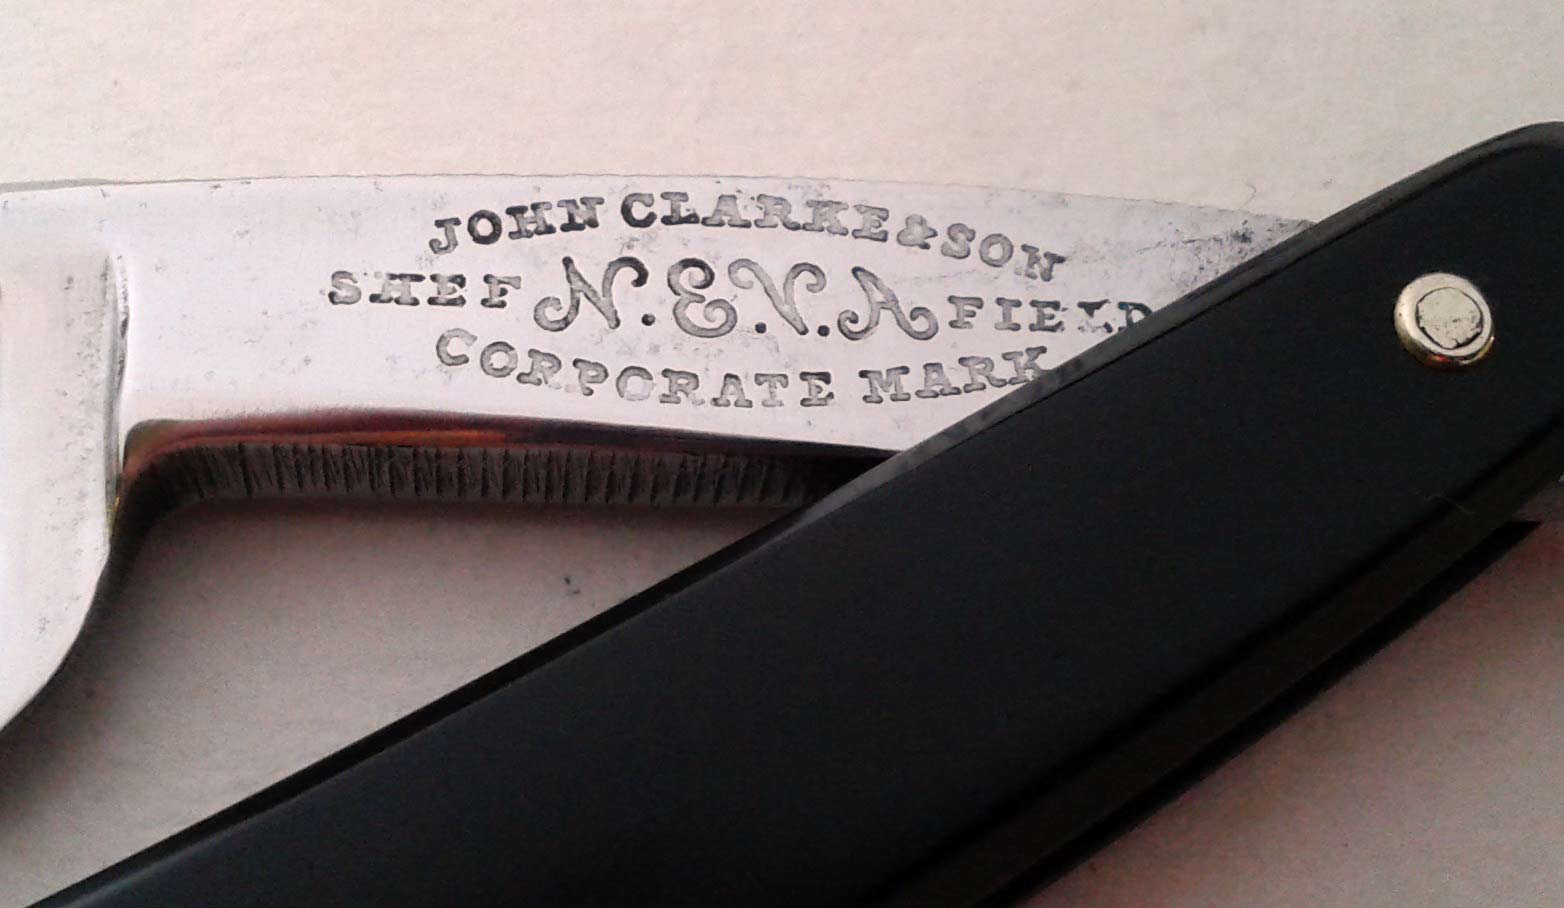 JOHN CLARKE & SON
SHEF N.E.V.A FIELD
CORPORATE MARK